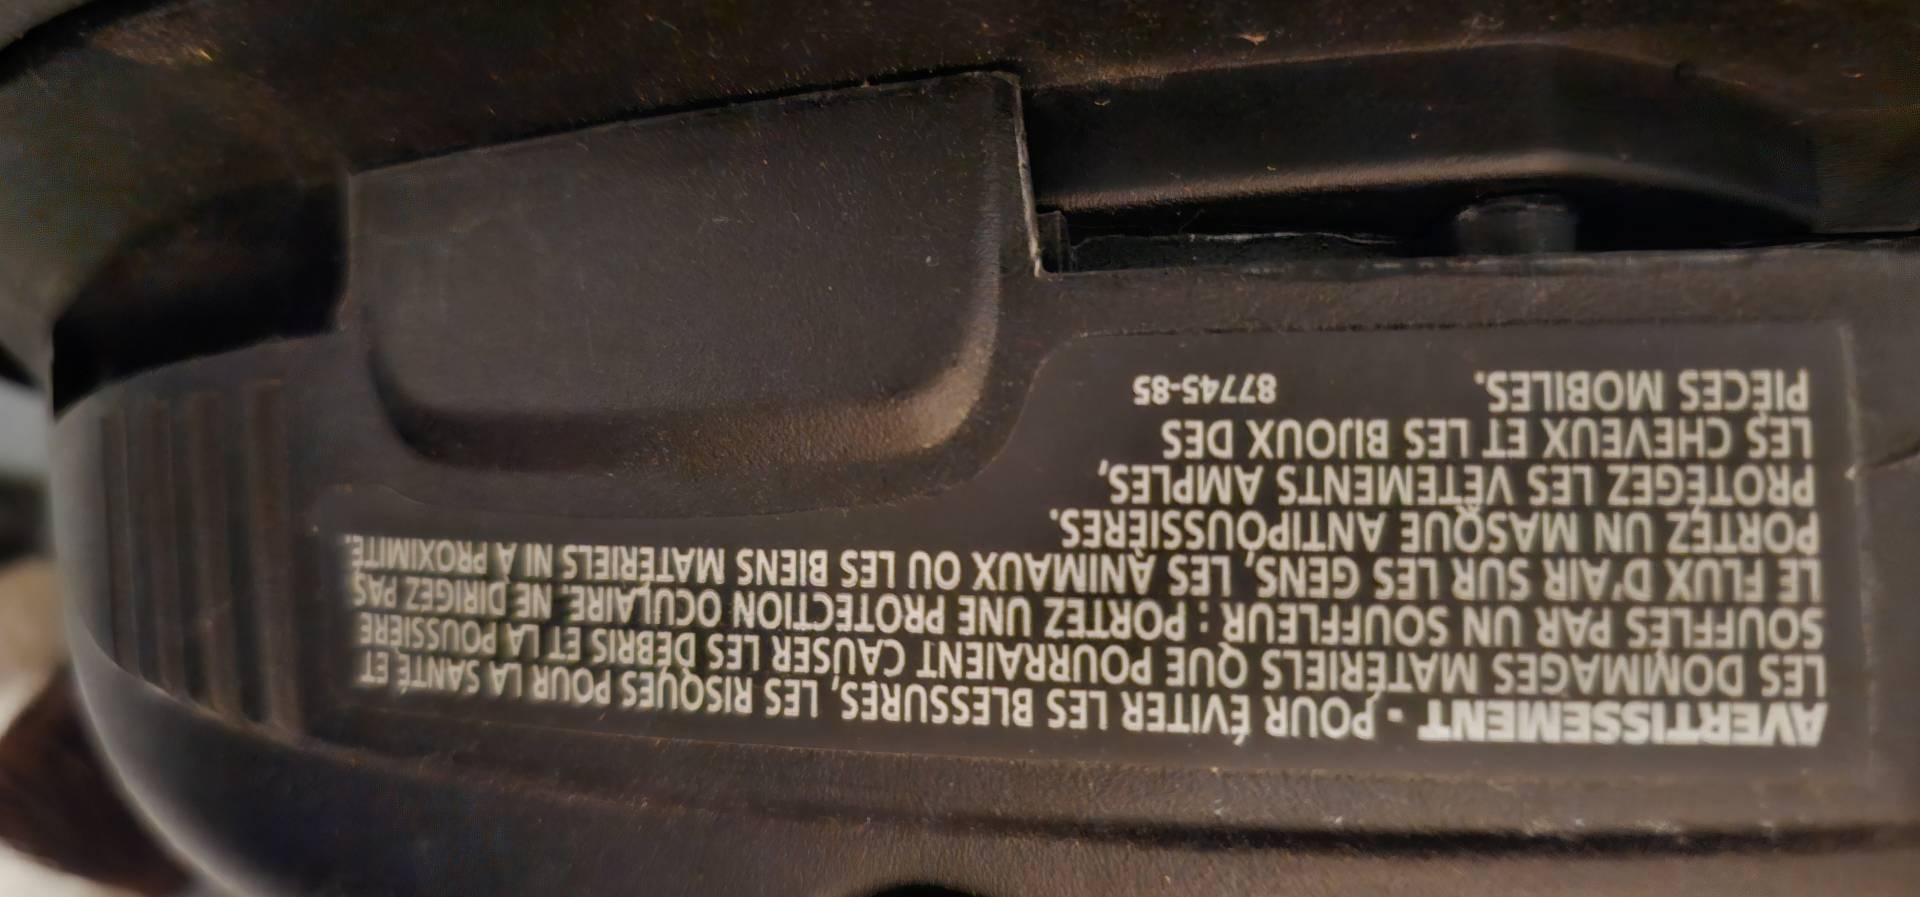 AVERTISSEMENT - POUR ÉVITER LES BLESSURES, LES RISQUES POUR LA SANTÉ ET
LES DOMMAGES MATÉRIELS QUE POURRAIENT CAUSER LES DÉBRIS ET LA POUSSIÈRE
SOUFFLÉS PAR UN SOUFFLEUR : PORTEZ UNE PROTECTION OCULAIRE. NE DIRIGEZ PAS
LE FLUX D'AIR SUR LES GENS, LES ANIMAUX OU LES BIENS MATÉRIELS NI À PROXIMITÉ.
PORTEZ UN MASQUE ANTIPOUSSIÈRES.
PROTÉGEZ LES VÊTEMENTS AMPLES,
LES CHEVEUX ET LES BIJOUX DES
PIÈCES MOBILES. 87745-85